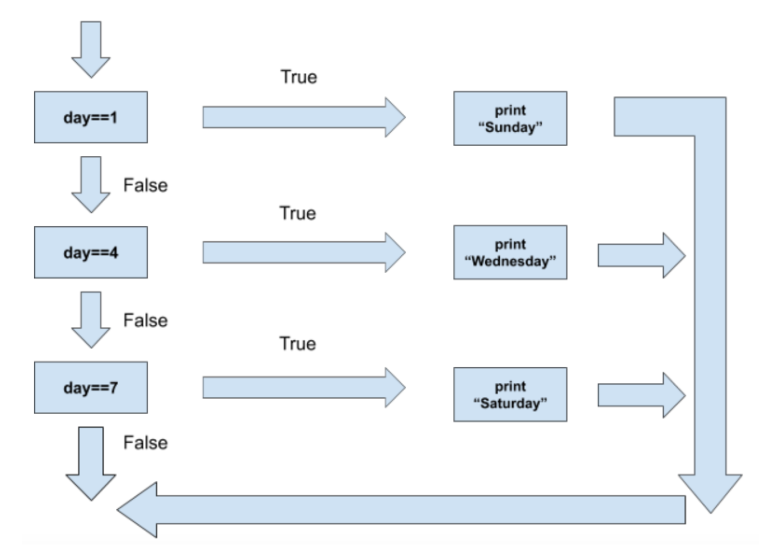 True
day==1
print
“Sunday”
False
True
day==4
print
“Wednesday”
False
True
day==7
print
“Saturday”
False